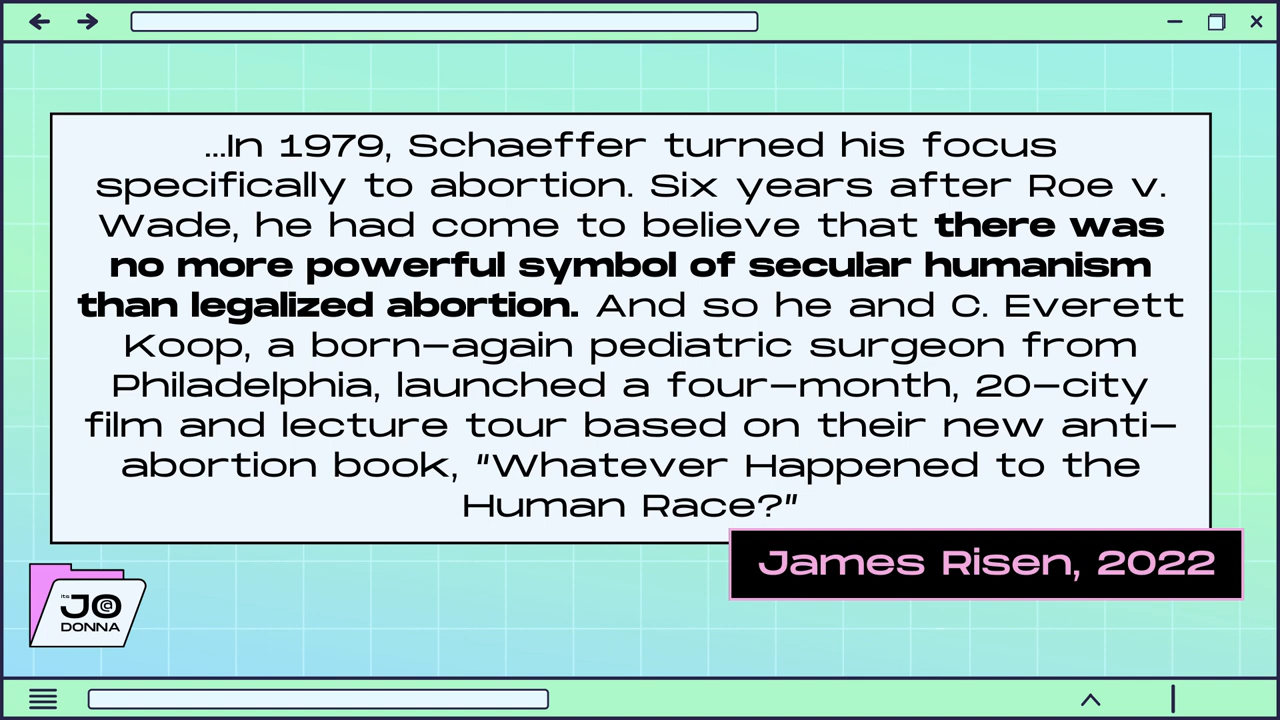 ...In 1979, Schaeffer turned his focus
specifically to abortion. Six years after Roe v.
Wade, he had come to believe that there was
no more powerful symbol of secular humanism
than legalized abortion. And so he and C. Everett
Koop, a born-again pediatric surgeon from
Philadelphia, launched a four-month, 20-city
film and lecture tour based on their new anti-
abortion book, "Whatever Happened to the
Human Race?"
James Risen, 2022
its
JO
DONNA